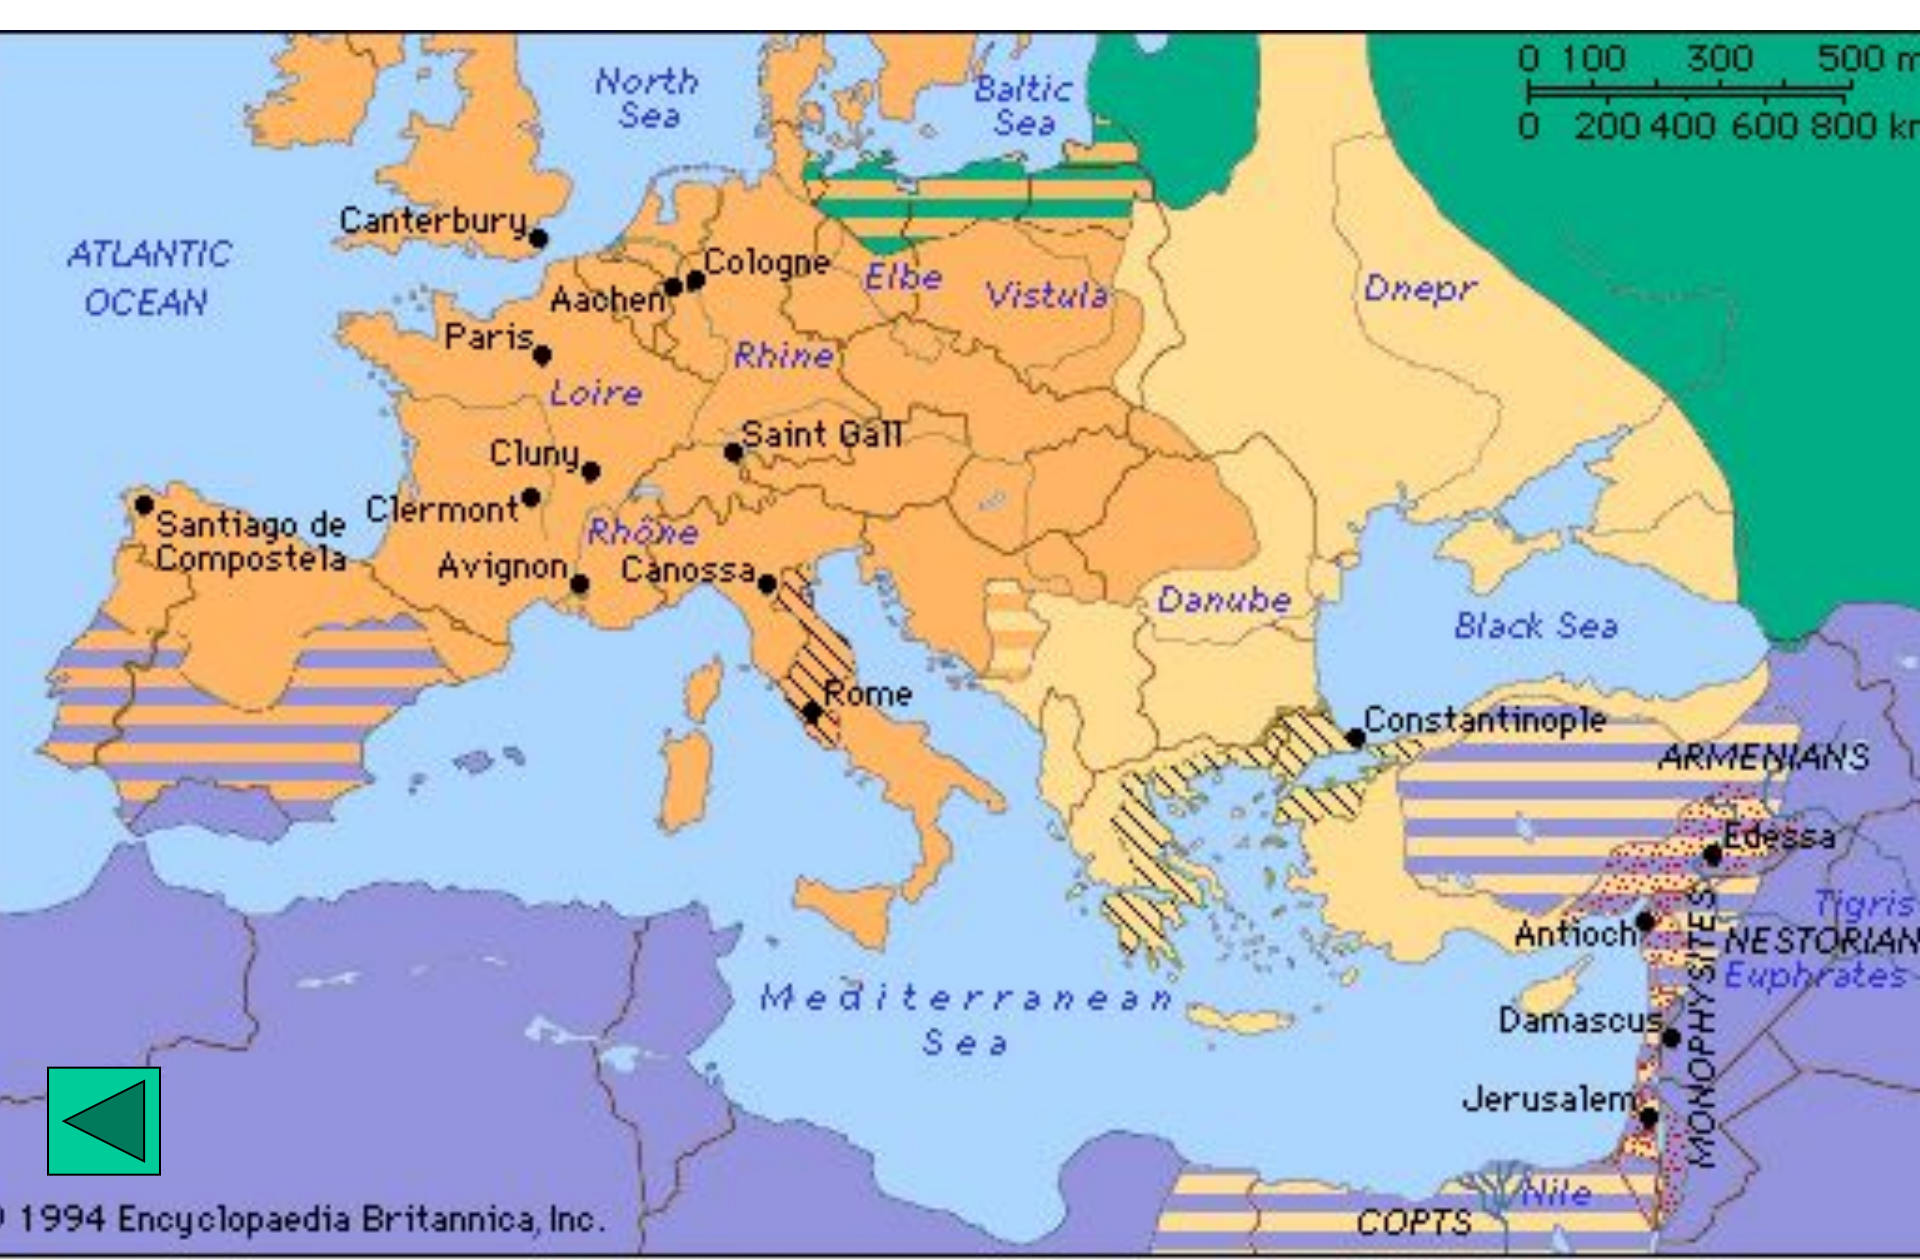 0 100 300 500 m
0 200 400 600 800 km
North
Sea
Baltic
Sea
ATLANTIC
OCEAN
Canterbury
Cologne
Aachen
Elbe
Vistula
Dnepr
Paris
Rhine
Loire
Saint Gall
Cluny
Clermont
Santiago de
Compostela
Rhône
Avignon
Canossa
Danube
Black Sea
Rome
Constantinople
ARMENIANS
Edessa
Tigris
Antioch
NESTORIAN
Euphrates
MONOPHYSITES
Mediterranean
Sea
Damascus
Jerusalem
Nile
COPTS
© 1994 Encyclopaedia Britannica, Inc.